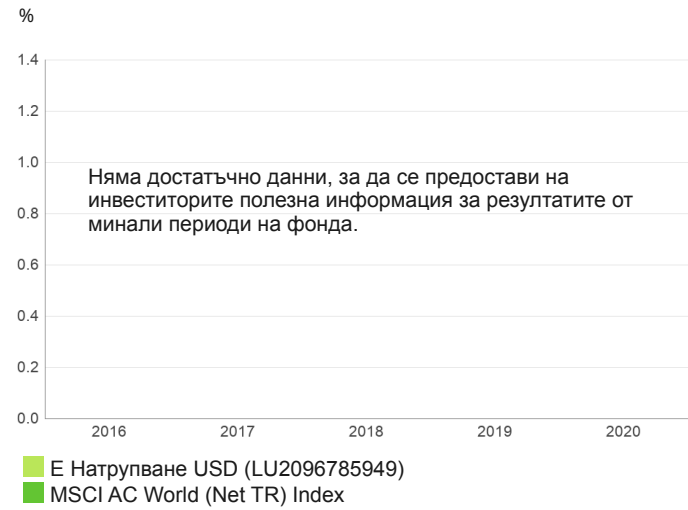 %
1.4
1.2
1.0
Няма достатъчно данни, за да се предостави на
инвеститорите полезна информация за резултатите от
минали периоди на фонда.
0.8
0.6
0.4
0.2
0.0
2016 2017 2018 2019 2020
Е Натрупване USD (LU2096785949)
MSCI AC World (Net TR) Index